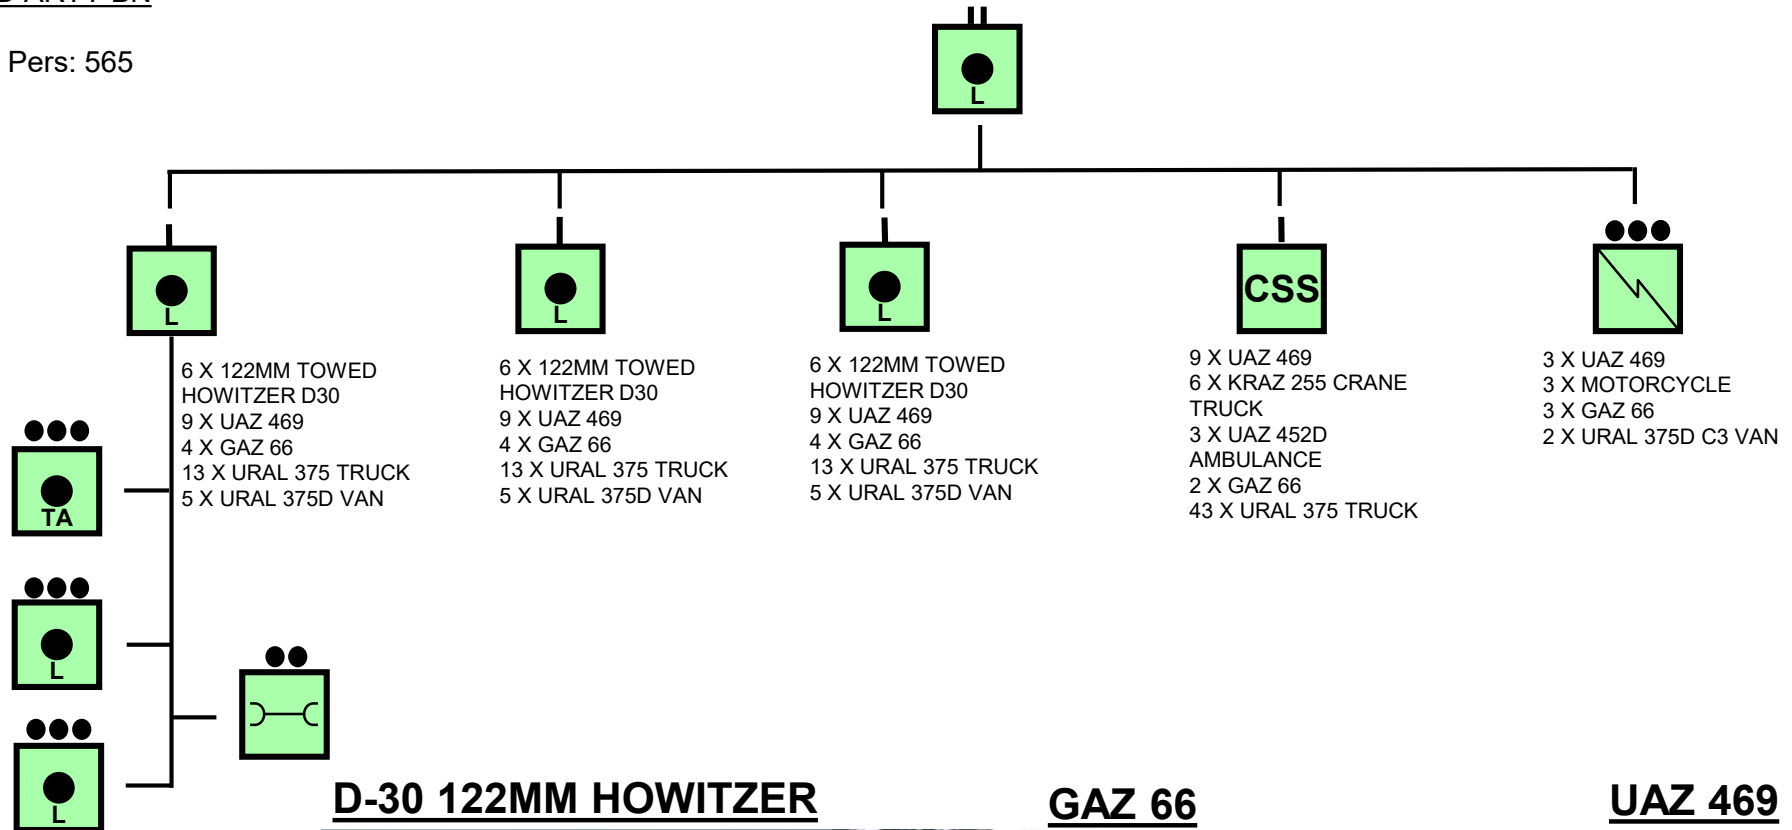 Pers: 565
L
L
L
L
CSS
6 X 122MM TOWED
HOWITZER D30
9 X UAZ 469
4 X GAZ 66
13 X URAL 375 TRUCK
5 X URAL 375D VAN
6 X 122MM TOWED
HOWITZER D30
9 X UAZ 469
4 X GAZ 66
13 X URAL 375 TRUCK
5 X URAL 375D VAN
6 X 122MM TOWED
HOWITZER D30
9 X UAZ 469
4 X GAZ 66
13 X URAL 375 TRUCK
5 X URAL 375D VAN
9 X UAZ 469
6 X KRAZ 255 CRANE
TRUCK
3 X UAZ 452D
AMBULANCE
2 X GAZ 66
43 X URAL 375 TRUCK
3 X UAZ 469
3 X MOTORCYCLE
3 X GAZ 66
2 X URAL 375D C3 VAN
TA
L
L
D-30 122MM HOWITZER
GAZ 66
UAZ 469